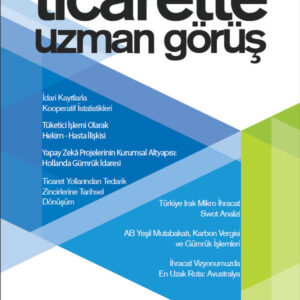 ticarette
uzman görüş
İdari Kayıtlarla
Kooperatif İstatistikleri
Tüketici İşlemi Olarak
Hekim - Hasta İlişkisi
Yapay Zekâ Projelerinin Kurumsal Altyapısı:
Hollanda Gümrük İdaresi
Ticaret Yollarından Tedarik
Zincirlerine Tarihsel
Dönüşüm
Türkiye Irak Mikro İhracat
Swot Analizi
AB Yeşil Mutabakatı, Karbon Vergisi
ve Gümrük İşlemleri
İhracat Vizyonumuzda
En Uzak Rota: Avustralya